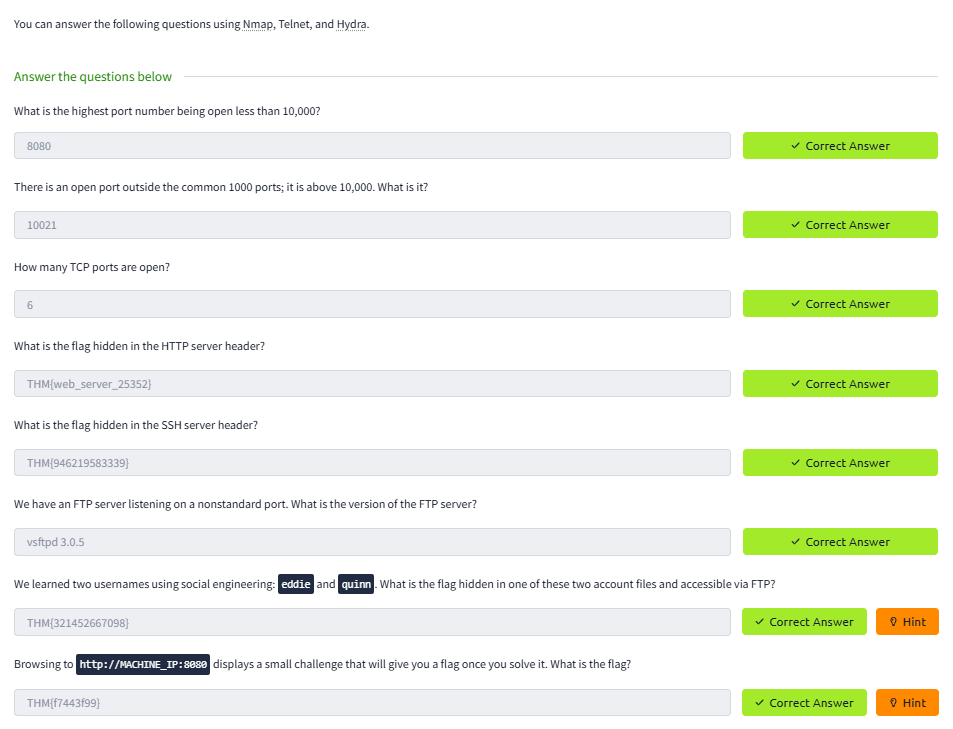 You can answer the following questions using Nmap, Telnet, and Hydra.
Answer the questions below
What is the highest port number being open less than 10,000?
8080
✓ Correct Answer
There is an open port outside the common 1000 ports; it is above 10,000. What is it?
10021
✓ Correct Answer
How many TCP ports are open?
6
✓ Correct Answer
What is the flag hidden in the HTTP server header?
THM{web_server_25352}
✓ Correct Answer
What is the flag hidden in the SSH server header?
THM{946219583339}
✓ Correct Answer
We have an FTP server listening on a nonstandard port. What is the version of the FTP server?
vsftpd 3.0.5
✓ Correct Answer
We learned two usernames using social engineering: eddie and quinn. What is the flag hidden in one of these two account files and accessible via FTP?
THM{321452667098}
✓ Correct Answer
Hint
Browsing to http://MACHINE_IP:8080 displays a small challenge that will give you a flag once you solve it. What is the flag?
THM{f7443f99}
✓ Correct Answer
Hint